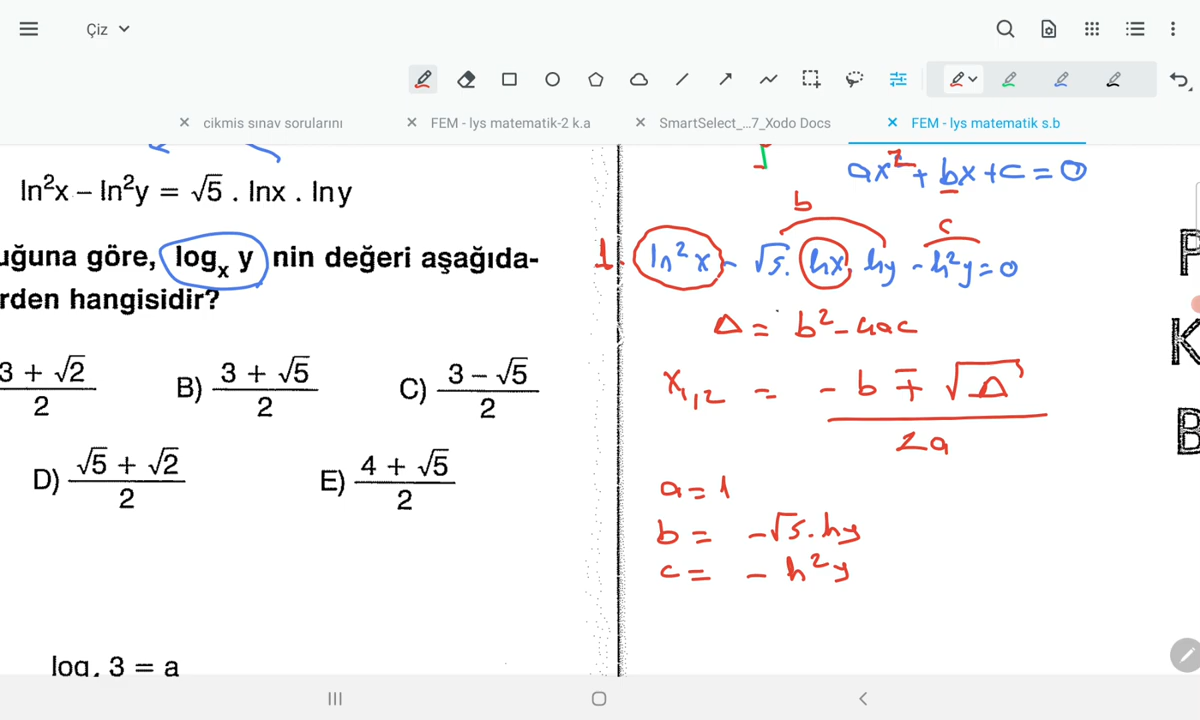 Çiz
cikmis sınav sorularını
FEM - lys matematik-2 k.a
SmartSelect_...7_Xodo Docs
FEM - lys matematik s.b
ln²x – ln²y = √5 . lnx . lny
uğuna göre, logₓ y nin değeri aşağıda-
rden hangisidir?
3 + √2 / 2
B) 3 + √5 / 2
C) 3 – √5 / 2
D) √5 + √2 / 2
E) 4 + √5 / 2
log, 3 = a
ax² + bx + c = 0
b
c
1. ln²x - √5. lnx. lny - ln²y = 0
Δ = b² - 4ac
x₁,₂ = - b ∓ √Δ / 2a
a = 1
b = -√5. lny
c = - ln²y
P
K
B